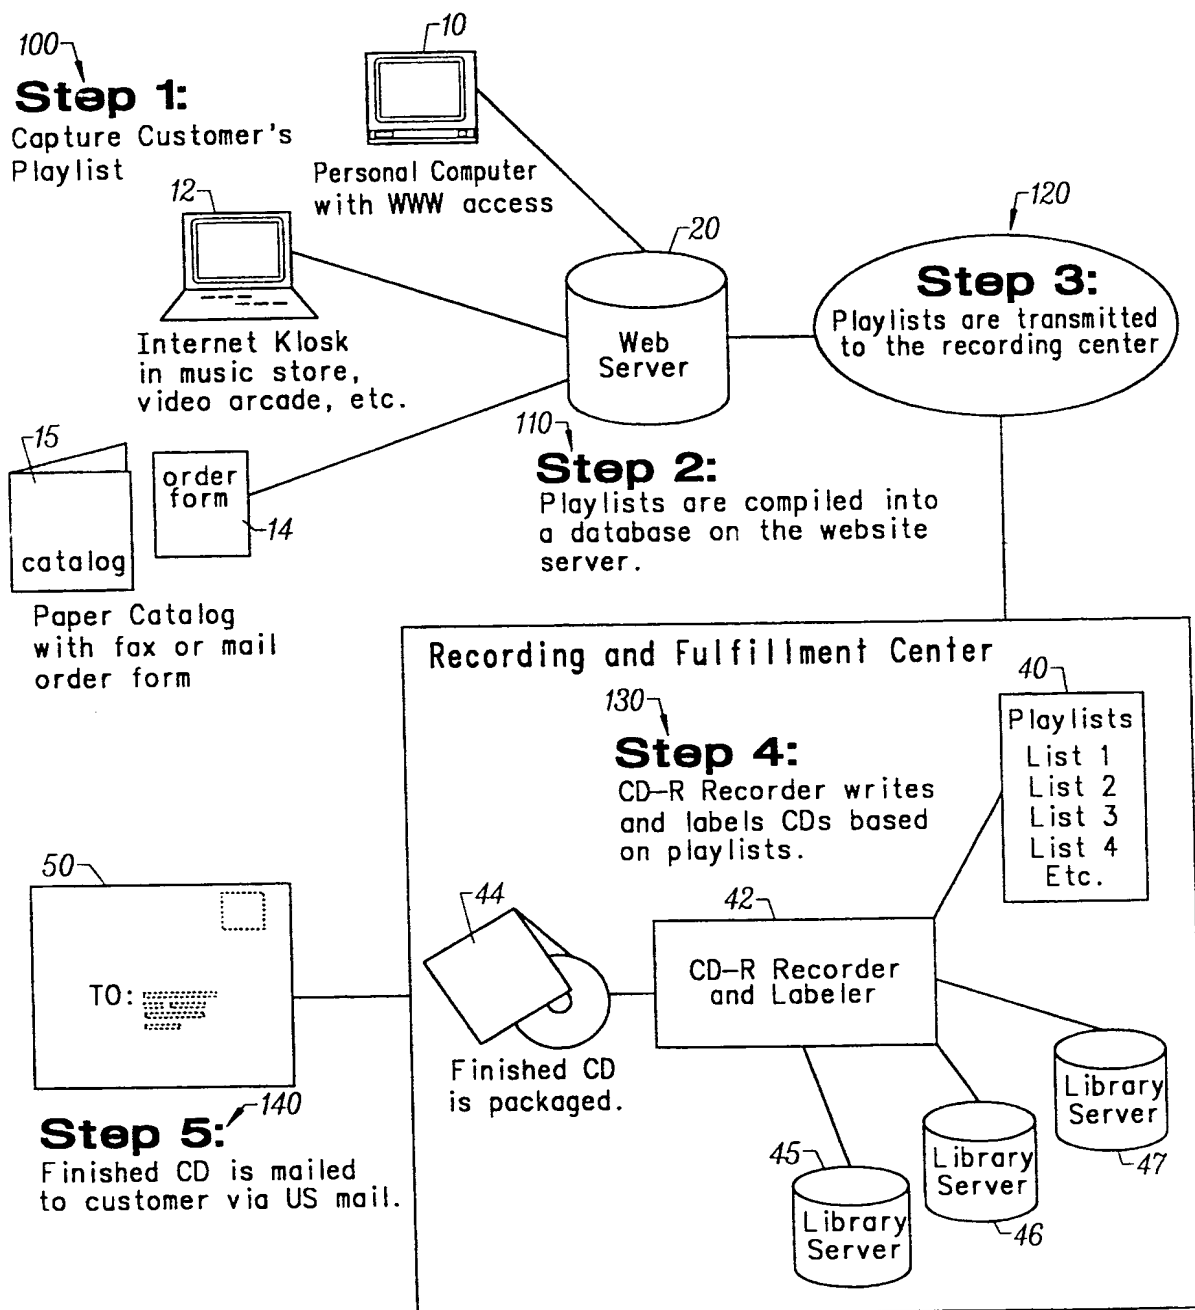 100
Step 1:
Capture Customer's
Playlist
10
Personal Computer
with WWW access
12
Internet Klosk
in music store,
video arcade, etc.
15
catalog
order
form
14
Paper Catalog
with fax or mail
order form
20
Web
Server
110
Step 2:
Playlists are compiled into
a database on the website
server.
120
Step 3:
Playlists are transmitted
to the recording center
Recording and Fulfillment Center
130
Step 4:
CD-R Recorder writes
and labels CDs based
on playlists.
40
Playlists
List 1
List 2
List 3
List 4
Etc.
42
CD-R Recorder
and Labeler
44
Finished CD
is packaged.
45
Library
Server
Library
Server
46
Library
Server
47
50
TO:
140
Step 5:
Finished CD is mailed
to customer via US mail.